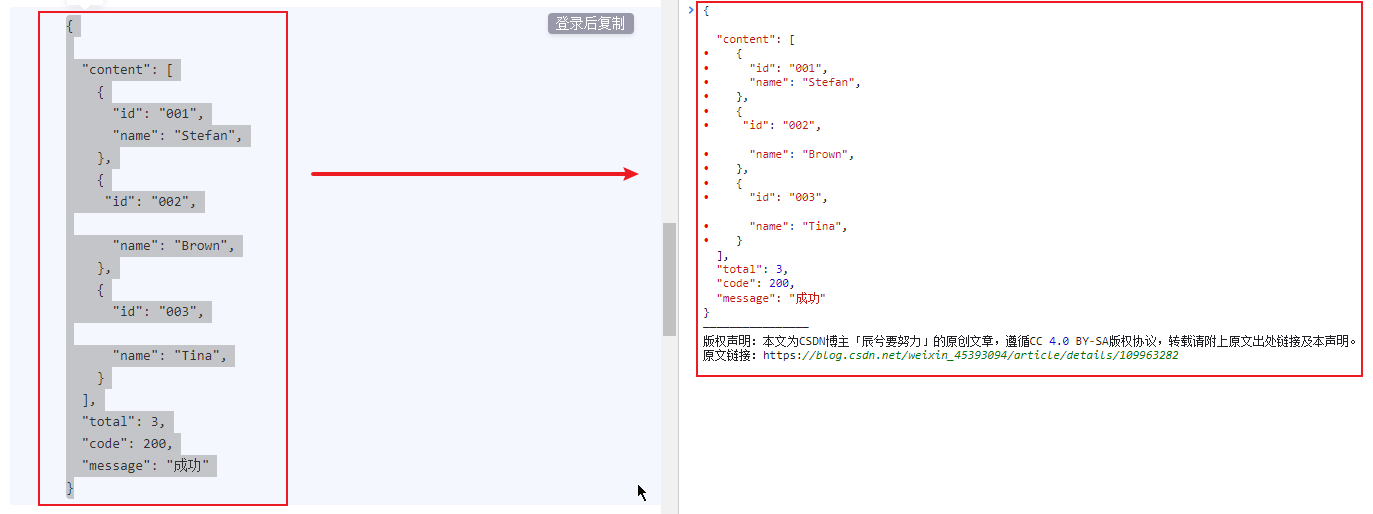 {
"content": [
{
"id": "001",
"name": "Stefan",
},
{
"id": "002",
"name": "Brown",
},
{
"id": "003",
"name": "Tina",
}
],
"total": 3,
"code": 200,
"message": "成功"
}
登录后复制
{
"content": [
{
"id": "001",
"name": "Stefan",
},
{
"id": "002",
"name": "Brown",
},
{
"id": "003",
"name": "Tina",
}
],
"total": 3,
"code": 200,
"message": "成功"
}
————————————————
版权声明：本文为CSDN博主「辰兮要努力」的原创文章，遵循CC 4.0 BY-SA版权协议，转载请附上原文出处链接及本声明。
原文链接：https://blog.csdn.net/weixin_45393094/article/details/109963282